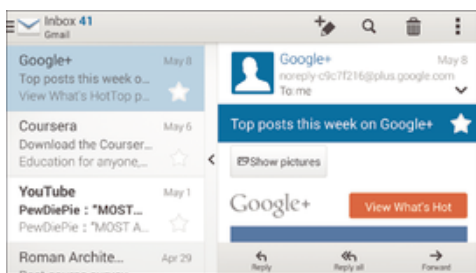 Inbox 41
Gmail
Google+ May 8
Top posts this week o...
View What's HotTop p...
Coursera May 6
Download the Courser...
Education for anyone,...
YouTube May 1
PewDiePie : "MOST...
PewDiePie : "MOST A...
Roman Archite... Apr 29
Google+ May 8
noreply-c9c7f216@plus.google.com
To: me
Top posts this week on Google+
Show pictures
Google+
View What's Hot
Reply
Reply all
Forward